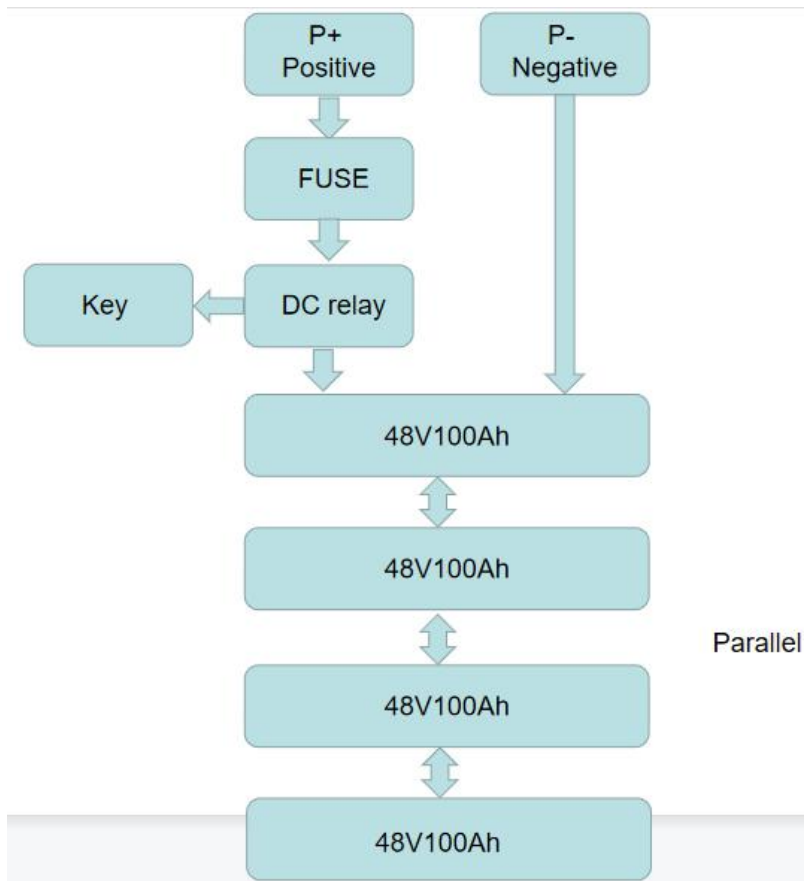 P+
Positive
P-
Negative
FUSE
Key
DC relay
48V100Ah
48V100Ah
Parallel
48V100Ah
48V100Ah